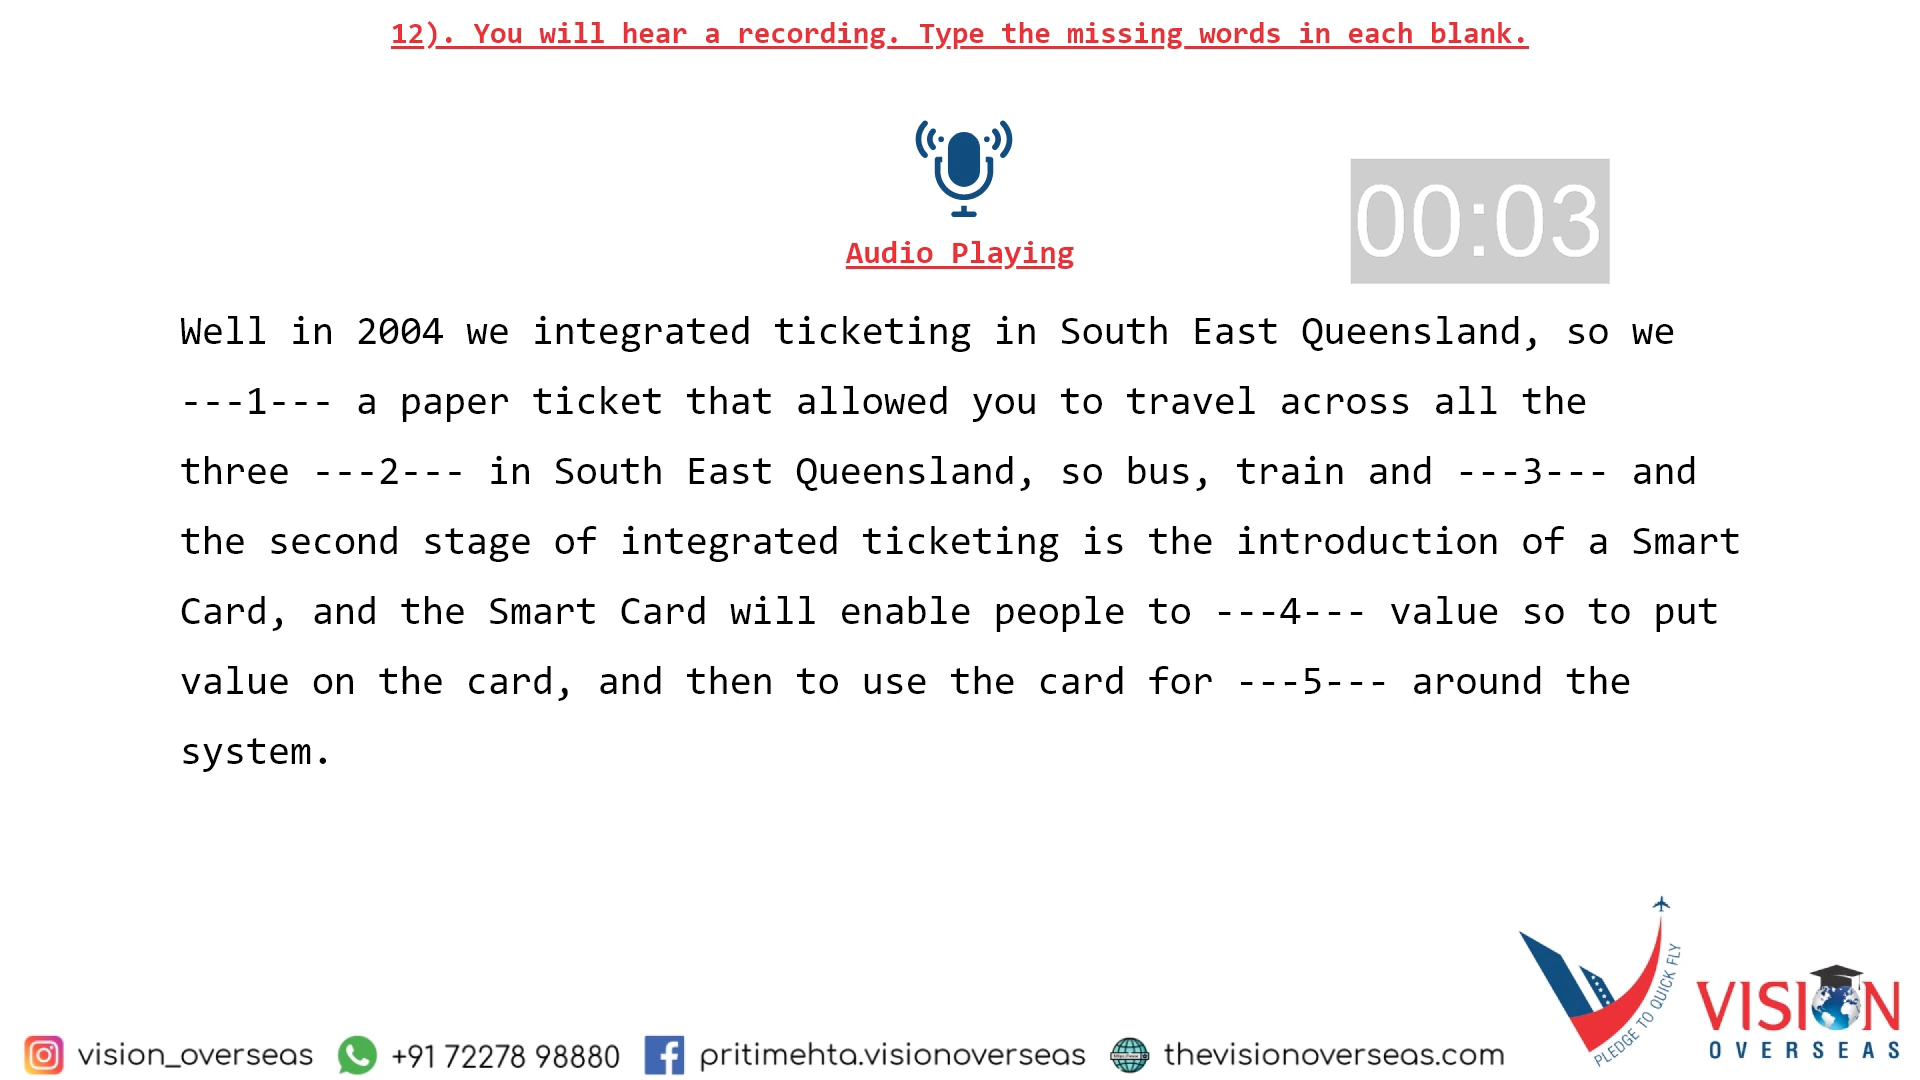 12). You will hear a recording. Type the missing words in each blank.
00:03
Audio Playing
Well in 2004 we integrated ticketing in South East Queensland, so we
---1--- a paper ticket that allowed you to travel across all the
three ---2--- in South East Queensland, so bus, train and ---3--- and
the second stage of integrated ticketing is the introduction of a Smart
Card, and the Smart Card will enable people to ---4--- value so to put
value on the card, and then to use the card for ---5--- around the
system.
PLEDGE TO QUICK FLY
VISION
OVERSEAS
vision_overseas +91 72278 98880 pritimehta.visionoverseas thevisionoverseas.com